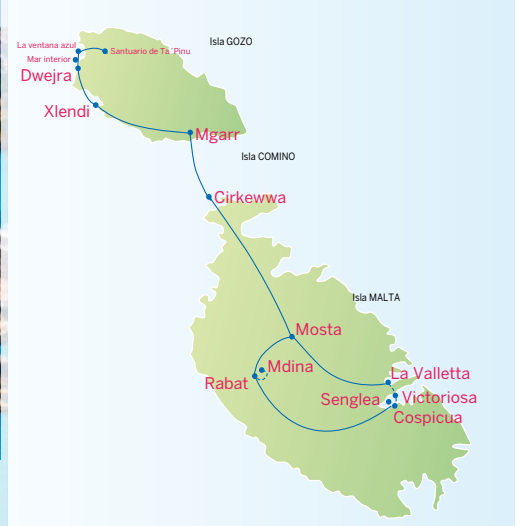 Isla GOZO
La ventana azul
Santuario de Tá ̈Pinu
Mar interior
Dwejra
Xlendi
Mgarr
Isla COMINO
Cirkewwa
Isla MALTA
Mosta
Mdina
La Valletta
Rabat
Senglea
Victoriosa
Cospicua